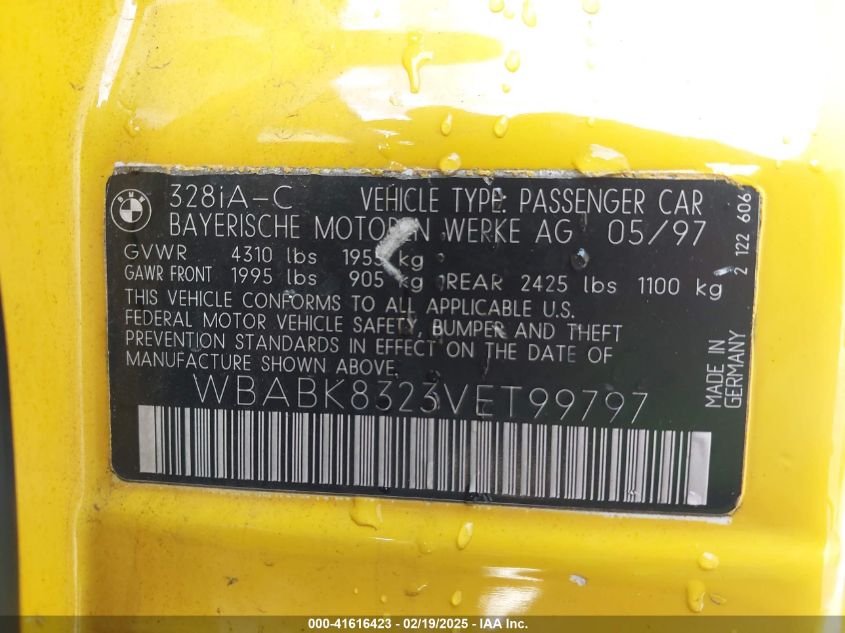 BMW
328iA-C VEHICLE TYPE: PASSENGER CAR
BAYERISCHE MOTOREN WERKE AG 05/97
GVWR 4310 lbs 1955 kg
GAWR FRONT 1995 lbs 905 kg REAR 2425 lbs 1100 kg
THIS VEHICLE CONFORMS TO ALL APPLICABLE U.S.
FEDERAL MOTOR VEHICLE SAFETY, BUMPER AND THEFT
PREVENTION STANDARDS IN EFFECT ON THE DATE OF
MANUFACTURE SHOWN ABOVE.
WBABK8323VET99797
2 122 606
MADE IN
GERMANY
000-41616423 - 02/19/2025 - IAA Inc.